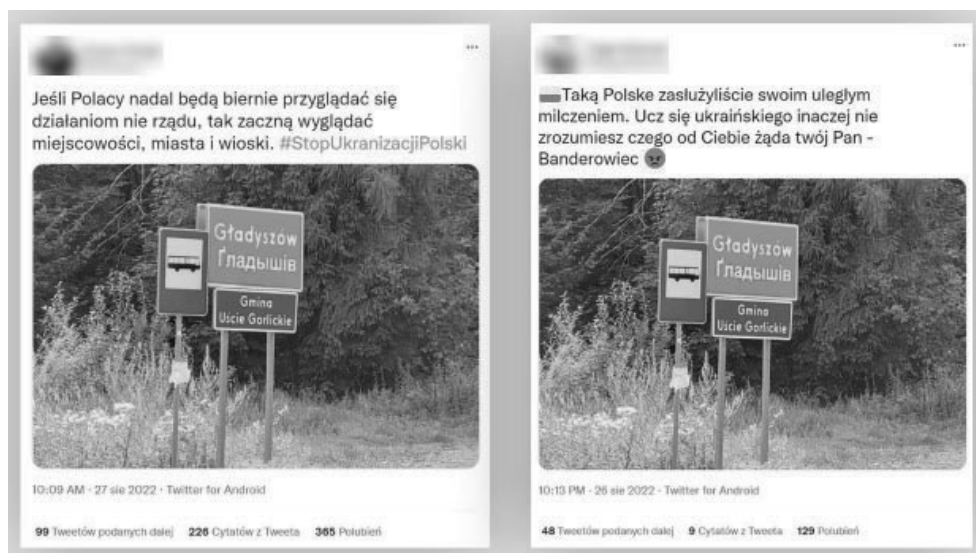 Jeśli Polacy nadal będą biernie przyglądać się
działaniom nie rządu, tak zaczną wyglądać
miejscowości, miasta i wioski. #StopUkranizacjiPolski
Gładyszów
Ґладышів
Gmina
Uście Gorlickie
10:09 AM · 27 sie 2022 · Twitter for Android
99 Tweetów podanych dalej 226 Cytatów z Tweeta 365 Polubień
Taką Polske zasłużyliście swoim uległym
milczeniem. Ucz się ukraińskiego inaczej nie
zrozumiesz czego od Ciebie żąda twój Pan -
Banderowiec
Gładyszów
Ґладышів
Gmina
Uście Gorlickie
10:13 PM · 26 sie 2022 · Twitter for Android
48 Tweetów podanych dalej 9 Cytatów z Tweeta 129 Polubień